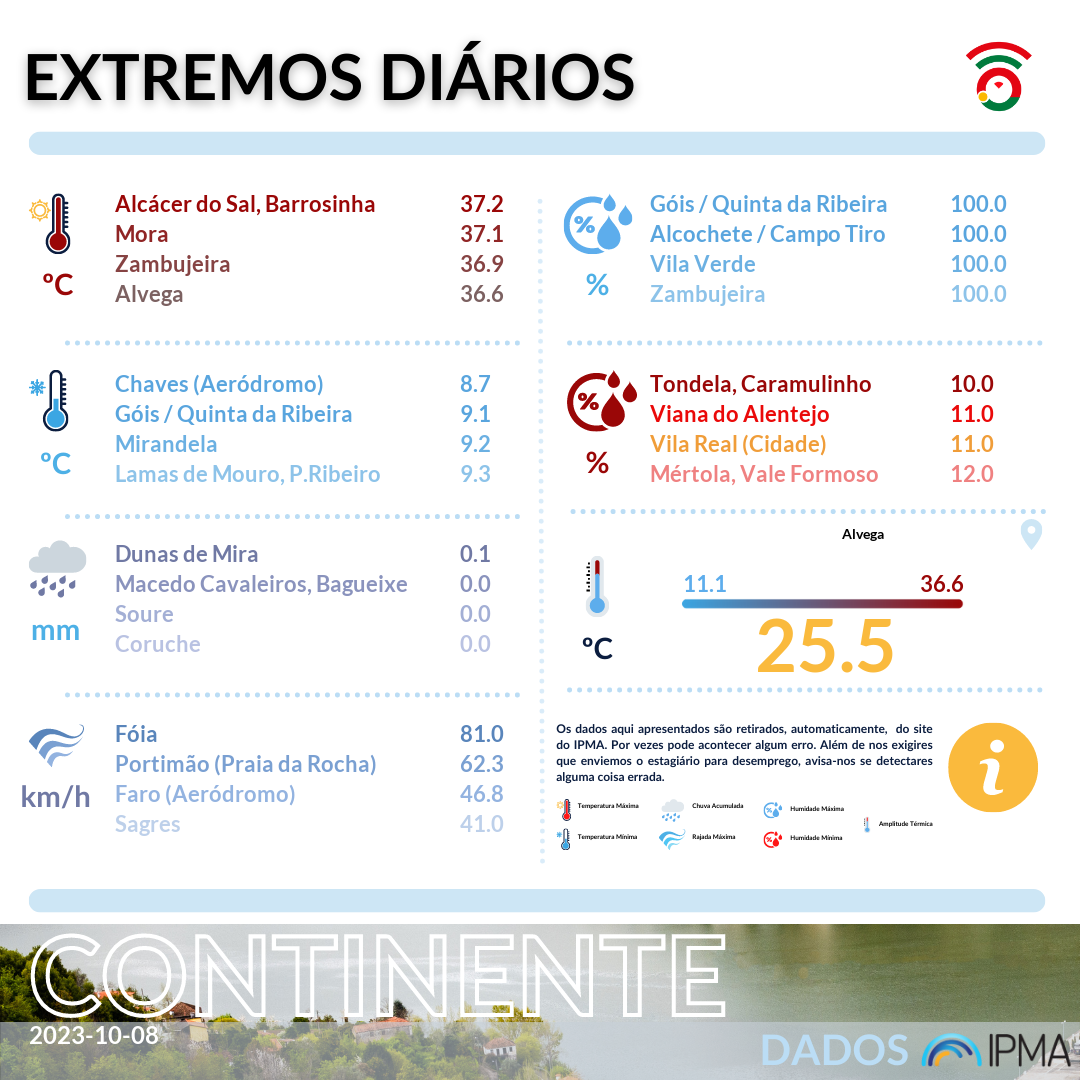 EXTREMOS DIÁRIOS
Alcácer do Sal, Barrosinha 37.2
Mora 37.1
Zambujeira 36.9
Alvega 36.6
ºC
Góis / Quinta da Ribeira 100.0
Alcochete / Campo Tiro 100.0
Vila Verde 100.0
Zambujeira 100.0
%
%
Chaves (Aeródromo) 8.7
Góis / Quinta da Ribeira 9.1
Mirandela 9.2
Lamas de Mouro, P.Ribeiro 9.3
ºC
Tondela, Caramulinho 10.0
Viana do Alentejo 11.0
Vila Real (Cidade) 11.0
Mértola, Vale Formoso 12.0
%
%
Dunas de Mira 0.1
Macedo Cavaleiros, Bagueixe 0.0
Soure 0.0
Coruche 0.0
mm
Alvega
11.1 36.6
25.5
ºC
Fóia 81.0
Portimão (Praia da Rocha) 62.3
Faro (Aeródromo) 46.8
Sagres 41.0
km/h
Os dados aqui apresentados são retirados, automaticamente, do site
do IPMA. Por vezes pode acontecer algum erro. Além de nos exigires
que enviemos o estagiário para desemprego, avisa-nos se detectares
alguma coisa errada.
i
Temperatura Máxima Chuva Acumulada Humidade Máxima
Amplitude Térmica
Temperatura Mínima Rajada Máxima Humidade Mínima
CONTINENTE
2023-10-08
DADOS IPMA